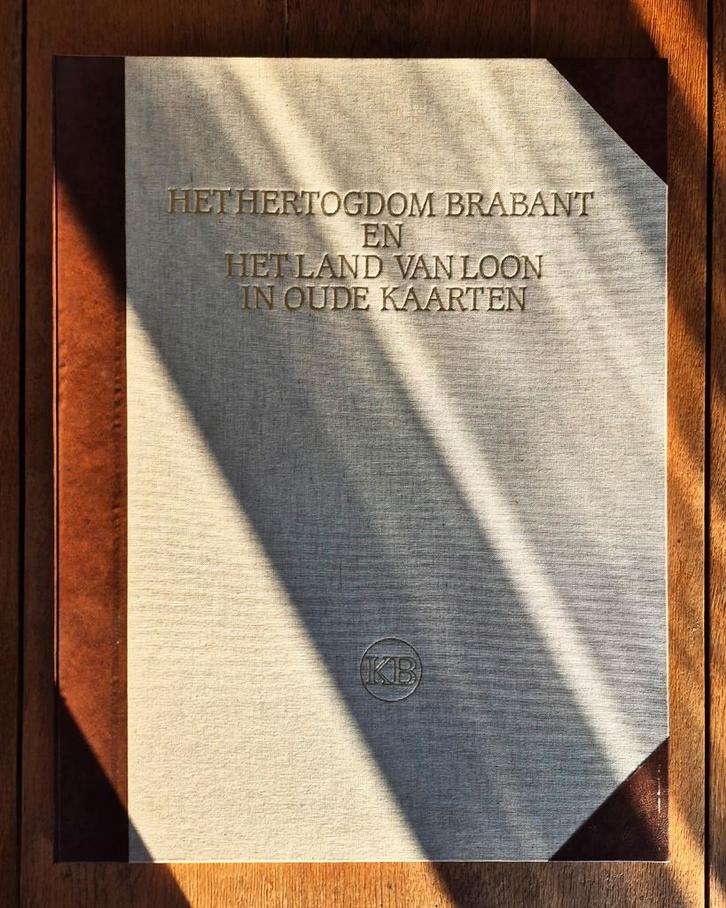 HET HERTOGDOM BRABANT
EN
HET LAND VAN LOON
IN OUDE KAARTEN
KB